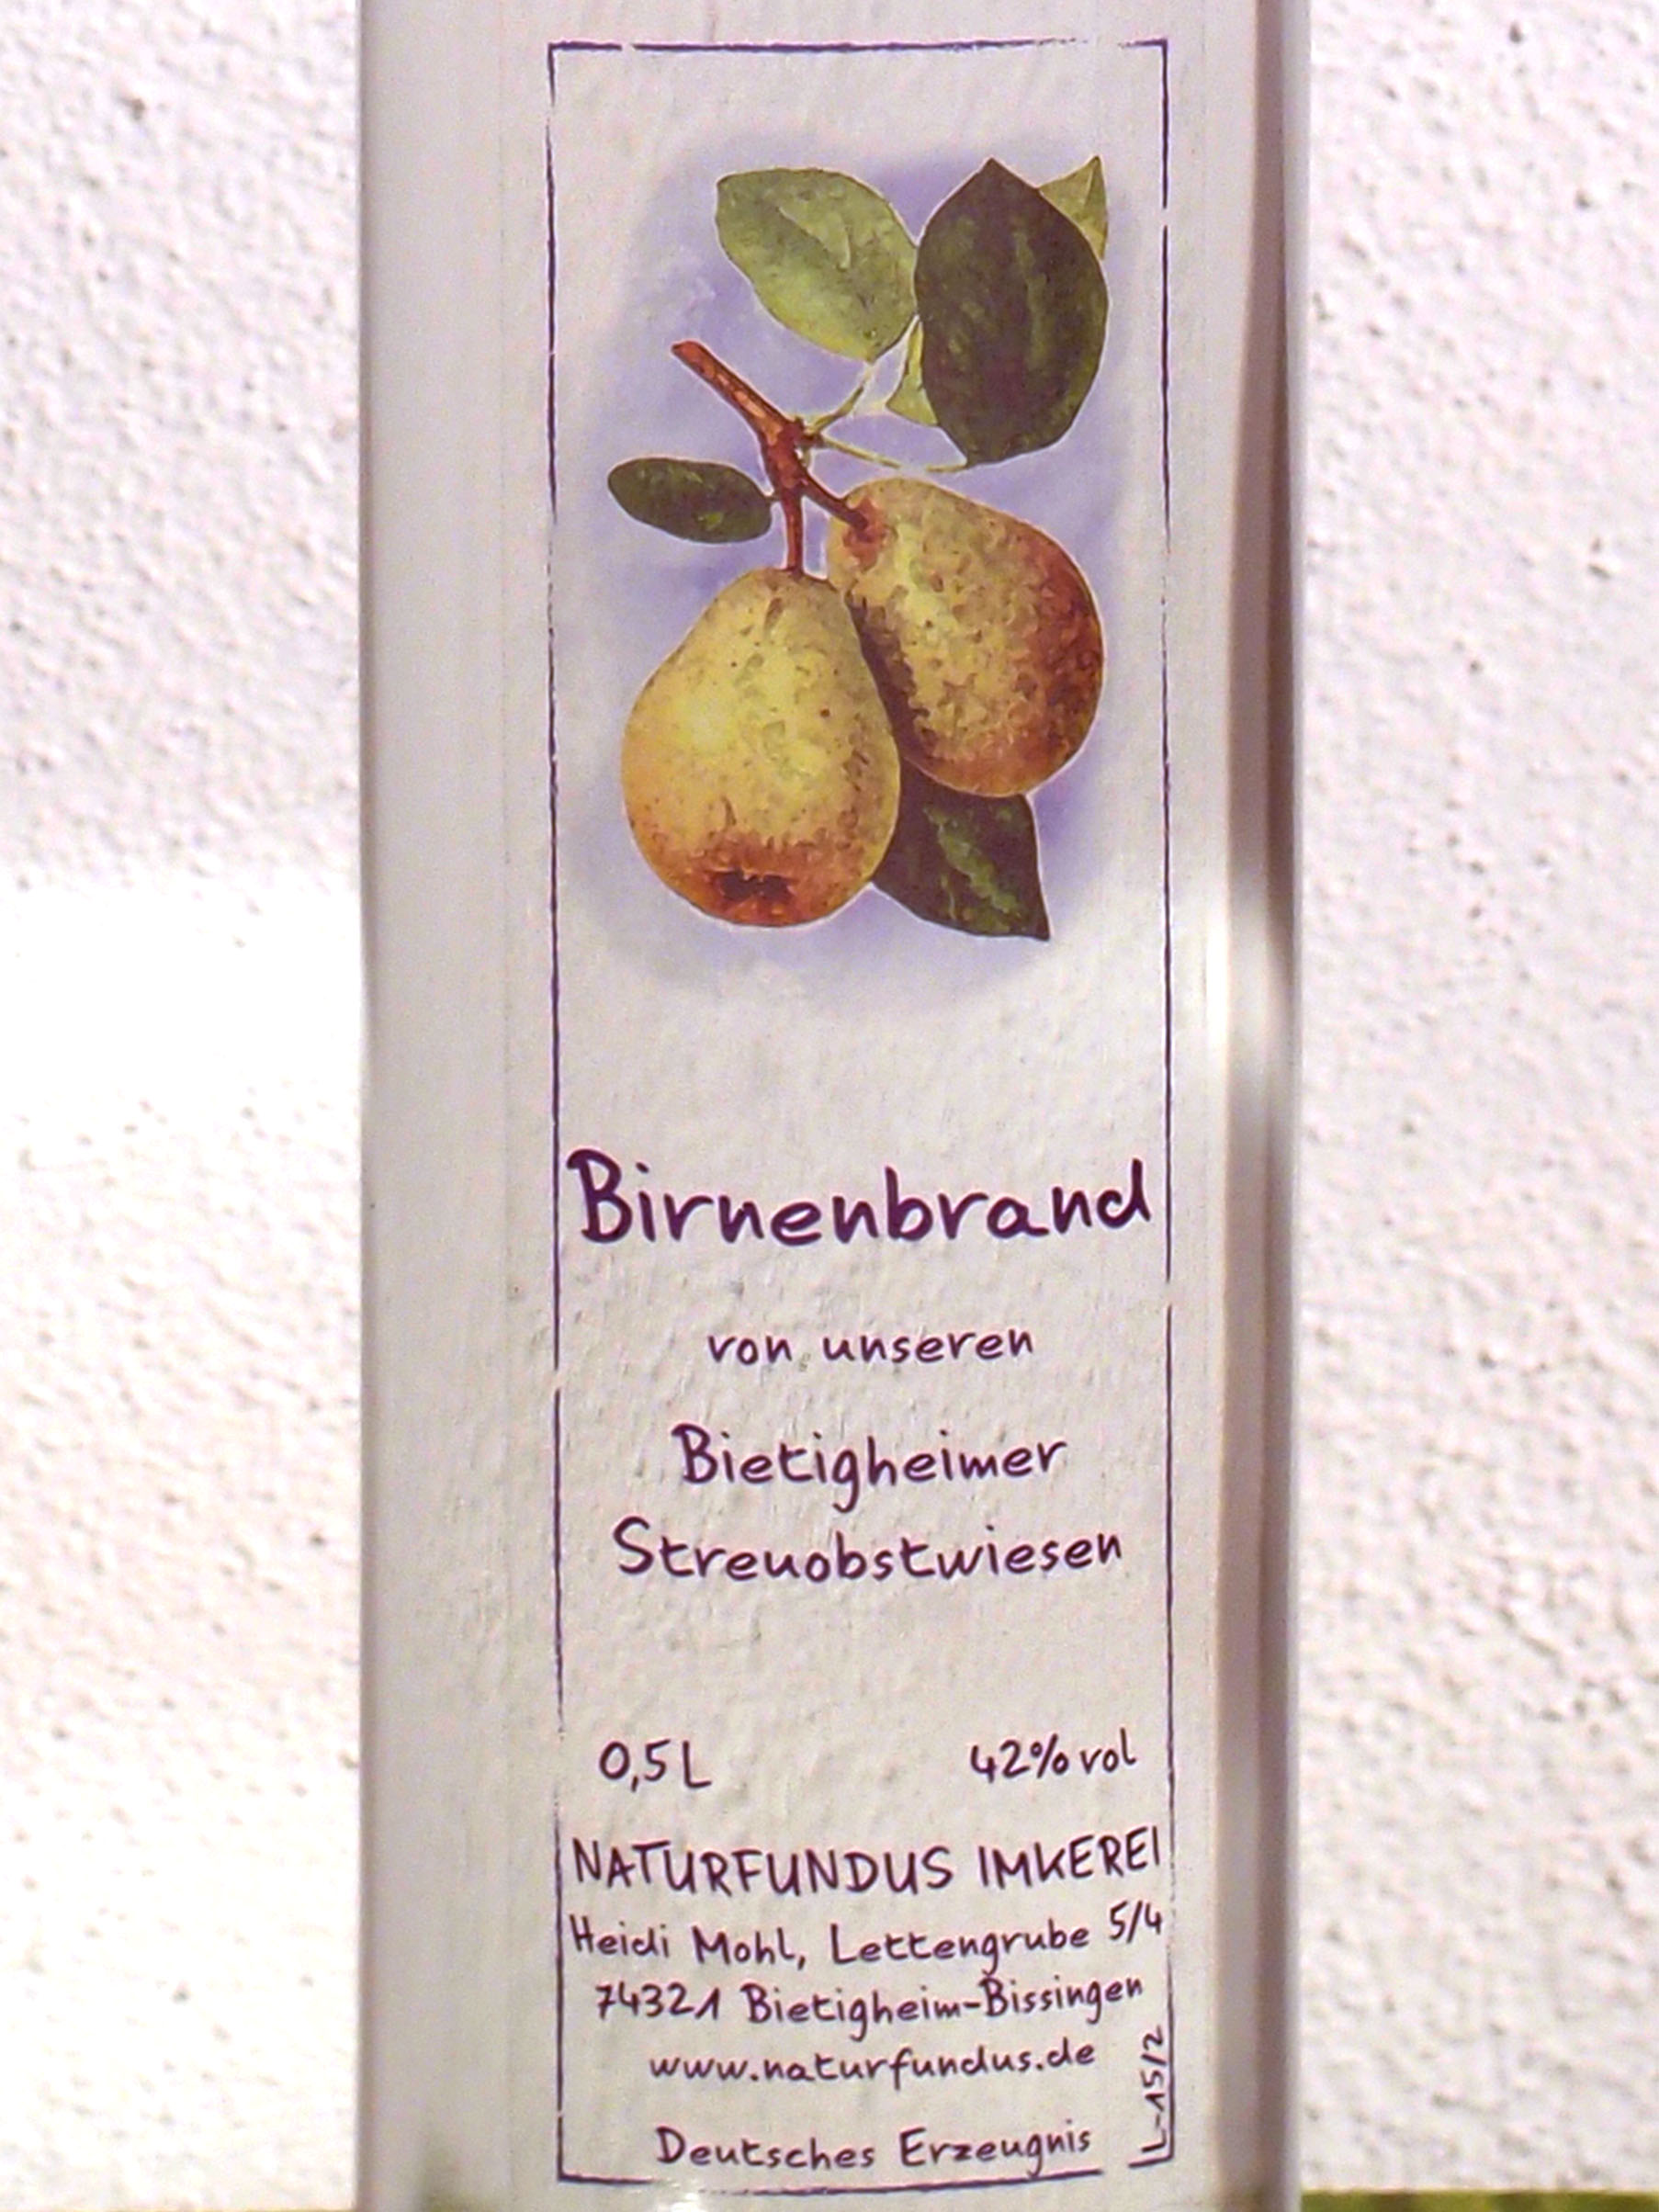 Birnenbrand
von unseren
Bietigheimer
Streuobstwiesen
0,5 L 42% vol
NATURFUNDUS IMKEREI
Heidi Mohl, Lettengrube 5/4
74321 Bietigheim-Bissingen
www.naturfundus.de
Deutsches Erzeugnis
L-15/2